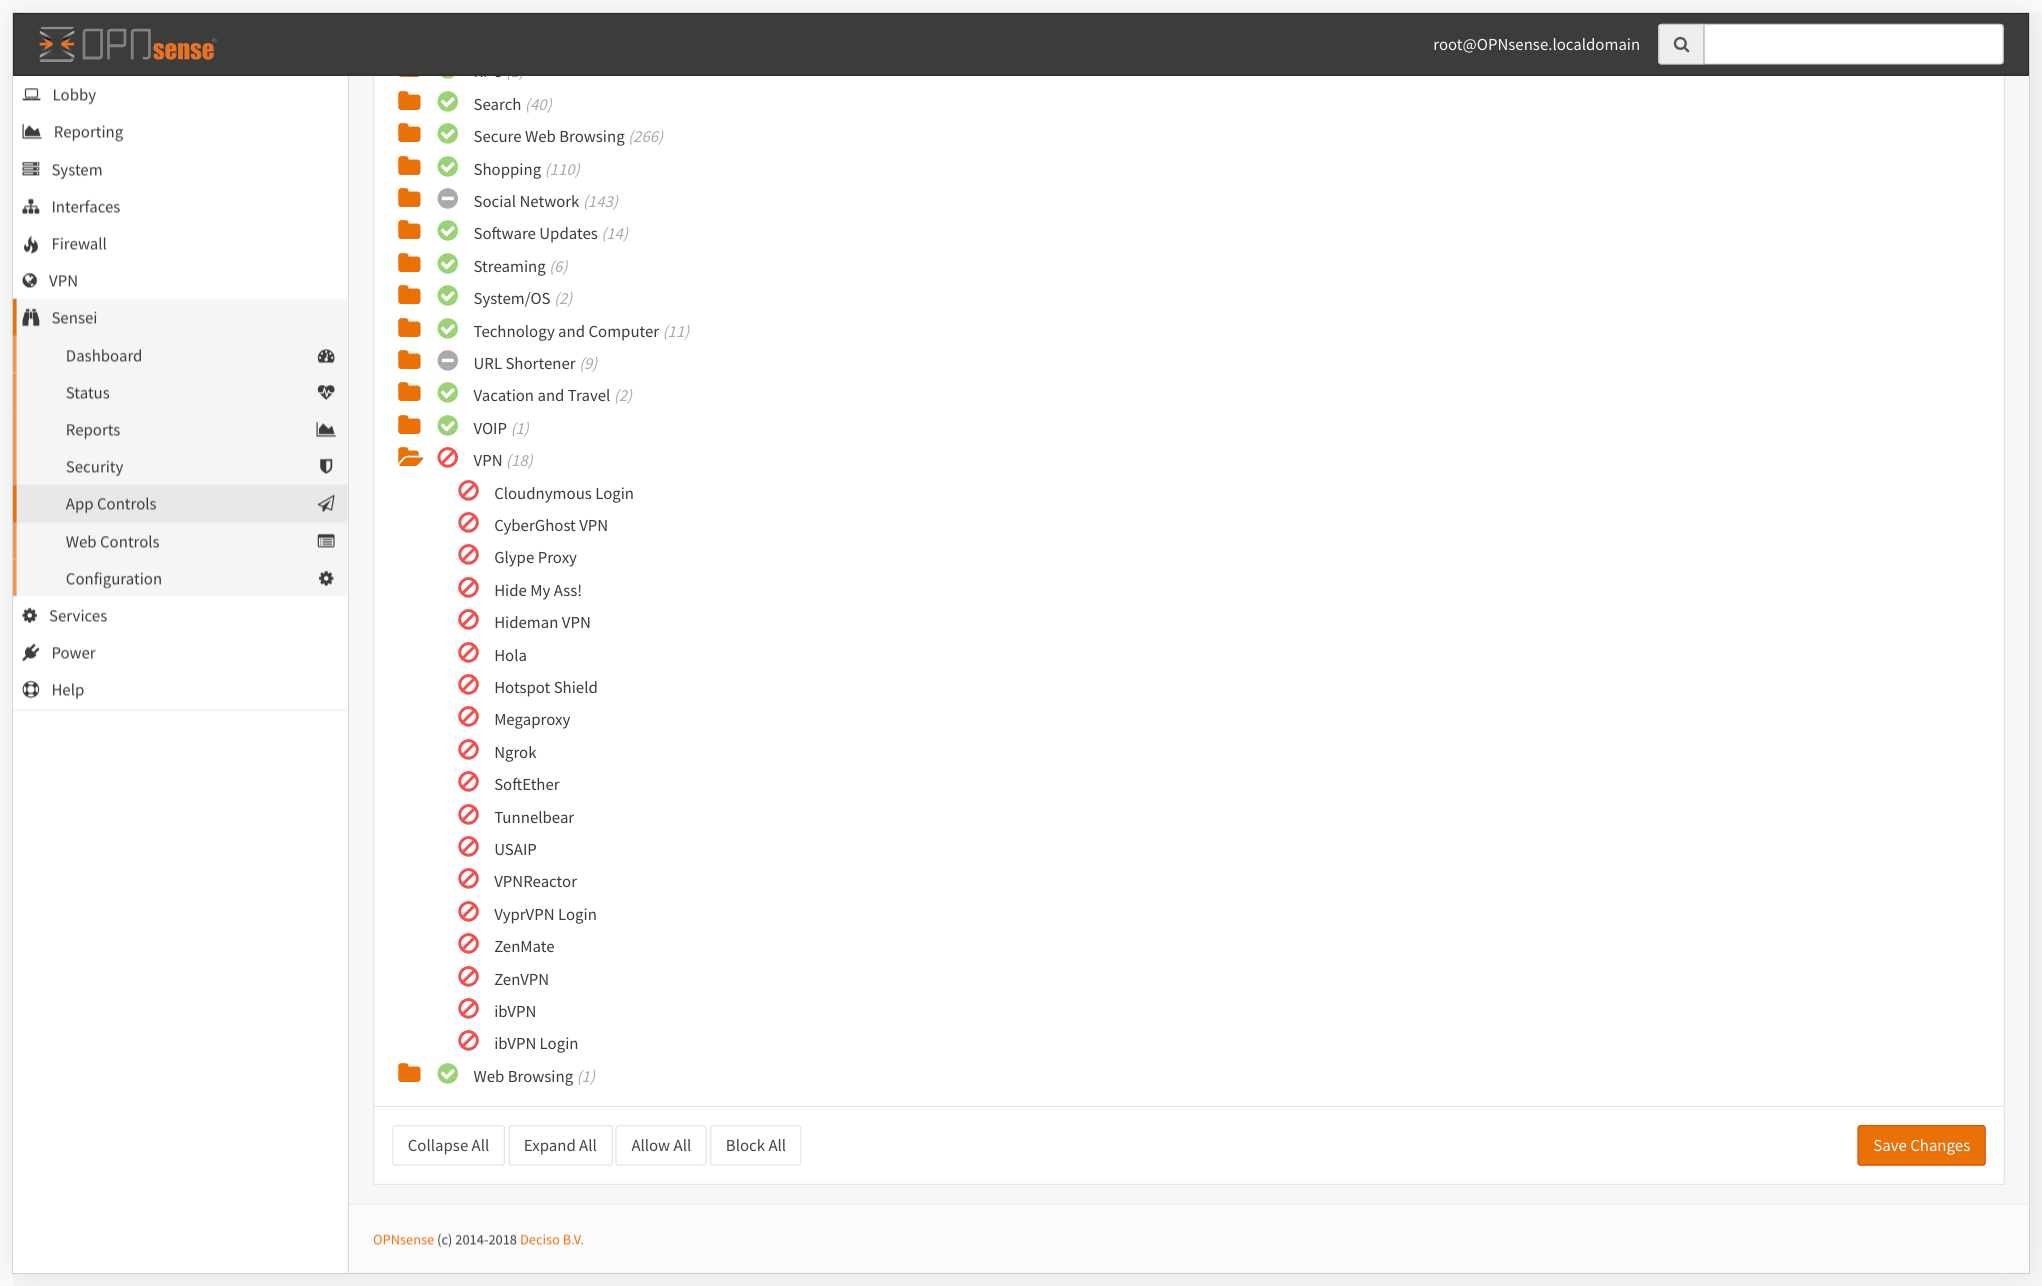 OPNsense
root@OPNsense.localdomain
Lobby
Reporting
System
Interfaces
Firewall
VPN
Sensei
Dashboard
Status
Reports
Security
App Controls
Web Controls
Configuration
Services
Power
Help
Search (40)
Secure Web Browsing (266)
Shopping (110)
Social Network (143)
Software Updates (14)
Streaming (6)
System/OS (2)
Technology and Computer (11)
URL Shortener (9)
Vacation and Travel (2)
VOIP (1)
VPN (18)
Cloudnymous Login
CyberGhost VPN
Glype Proxy
Hide My Ass!
Hideman VPN
Hola
Hotspot Shield
Megaproxy
Ngrok
SoftEther
Tunnelbear
USAIP
VPNReactor
VyprVPN Login
ZenMate
ZenVPN
ibVPN
ibVPN Login
Web Browsing (1)
Collapse All Expand All Allow All Block All Save Changes
OPNsense (c) 2014-2018 Deciso B.V.